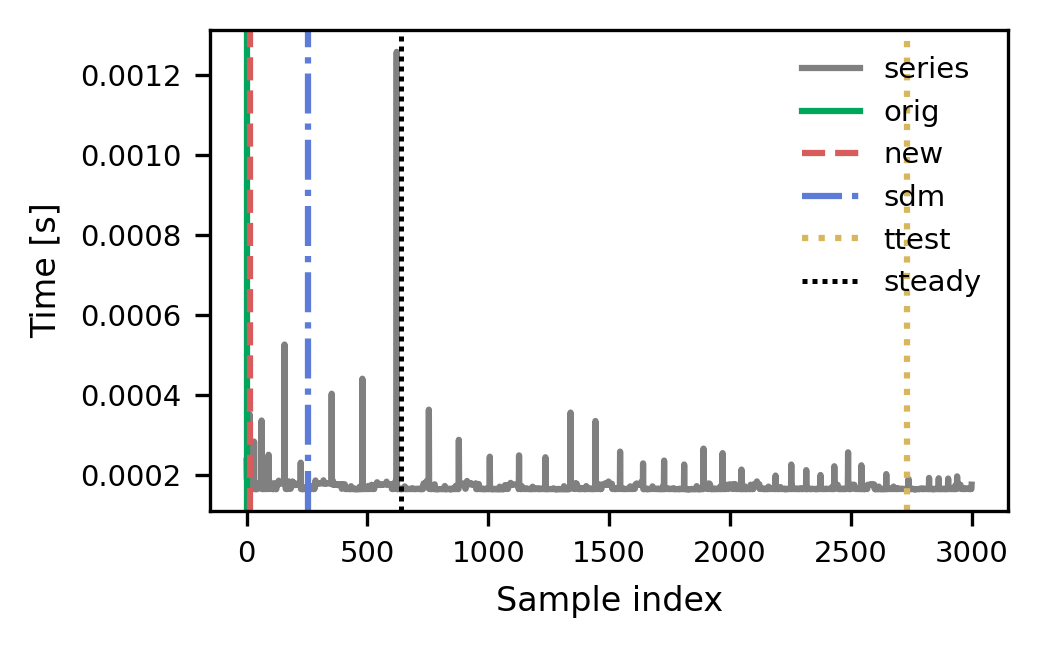 0.0012
0.0010
0.0008
0.0006
0.0004
0.0002
Time [s]
series
orig
new
sdm
ttest
steady
0 500 1000 1500 2000 2500 3000
Sample index